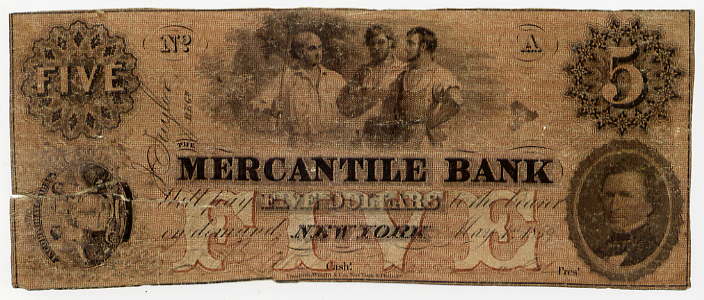 No A
FIVE 5
THE
MERCANTILE BANK
Will pay FIVE DOLLARS to the bearer
on demand, NEW YORK May
FIVE
Cash! Pres!